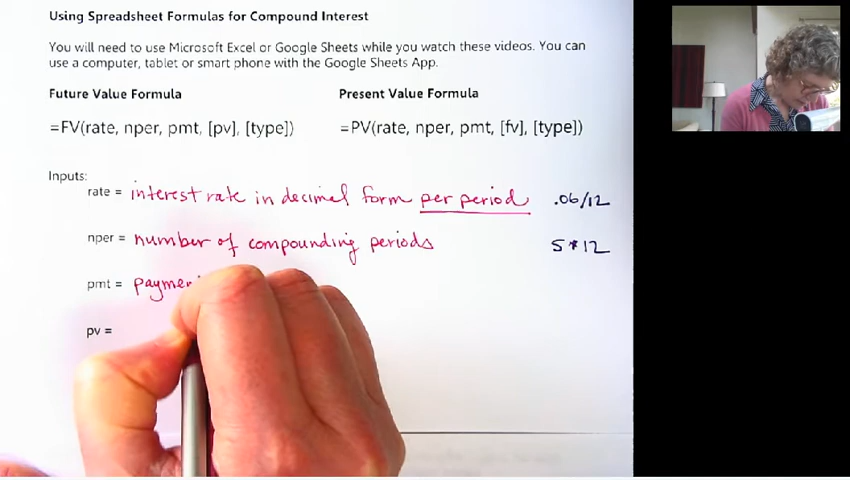 Using Spreadsheet Formulas for Compound Interest
You will need to use Microsoft Excel or Google Sheets while you watch these videos. You can
use a computer, tablet or smart phone with the Google Sheets App.
Future Value Formula Present Value Formula
=FV(rate, nper, pmt, [pv], [type]) =PV(rate, nper, pmt, [fv], [type])
Inputs:
rate = interest rate in decimal form per period .06/12
nper = number of compounding periods 5*12
pmt =
pv =